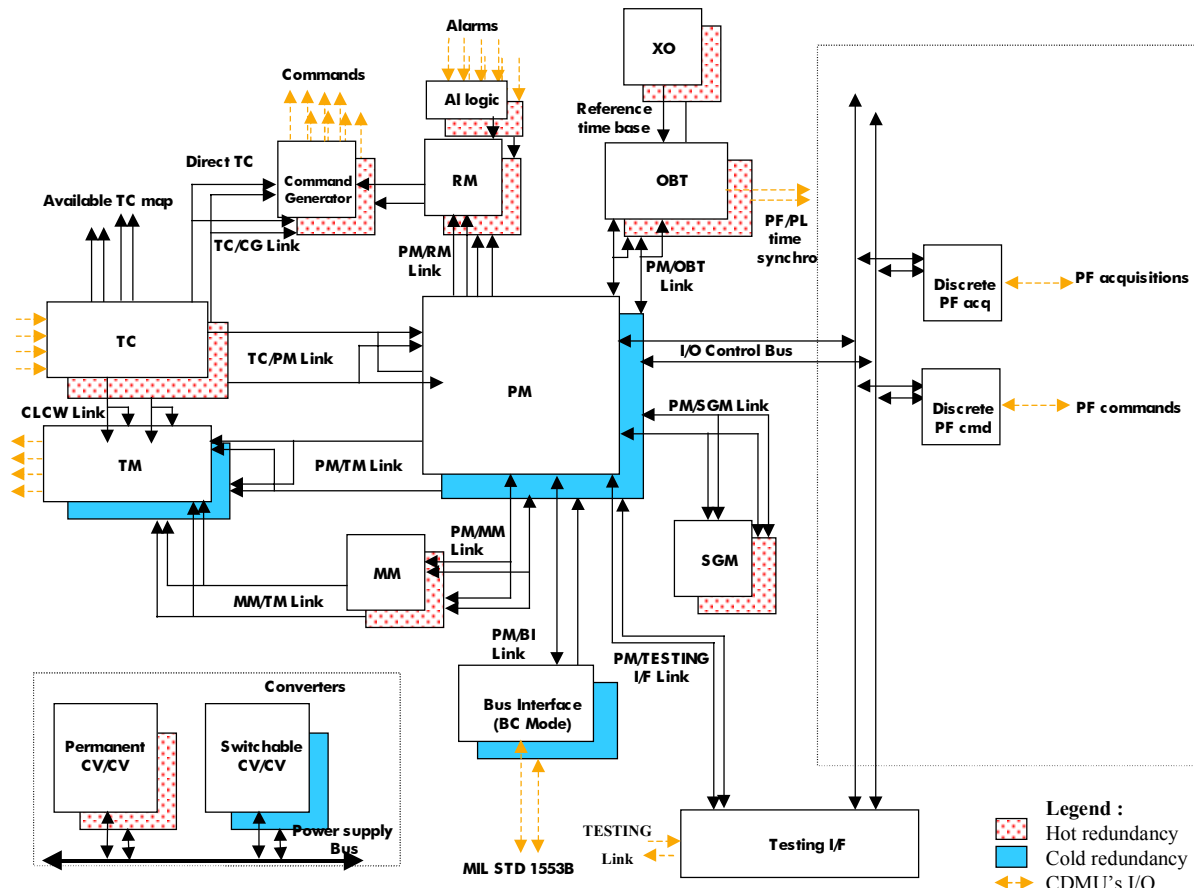 Alarms
XO
Commands
AI logic
Reference
time base
Direct TC
RM
OBT
Command
Generator
Available TC map
PF/PL
time
synchro
TC/CG Link
PM/RM
Link
PM/OBT
Link
Discrete
PF acq
PF acquisitions
TC
TC/PM Link
I/O Control Bus
PM
Discrete
PF cmd
PF commands
CLCW Link
PM/SGM Link
TM
PM/TM Link
PM/MM
Link
MM
SGM
MM/TM Link
PM/BI
Link
PM/TESTING
I/F Link
Converters
Bus Interface
(BC Mode)
Permanent
CV/CV
Switchable
CV/CV
Power supply
Bus
MIL STD 1553B
TESTING
Link
Testing I/F
Legend :
Hot redundancy
Cold redundancy
CDMU's I/O